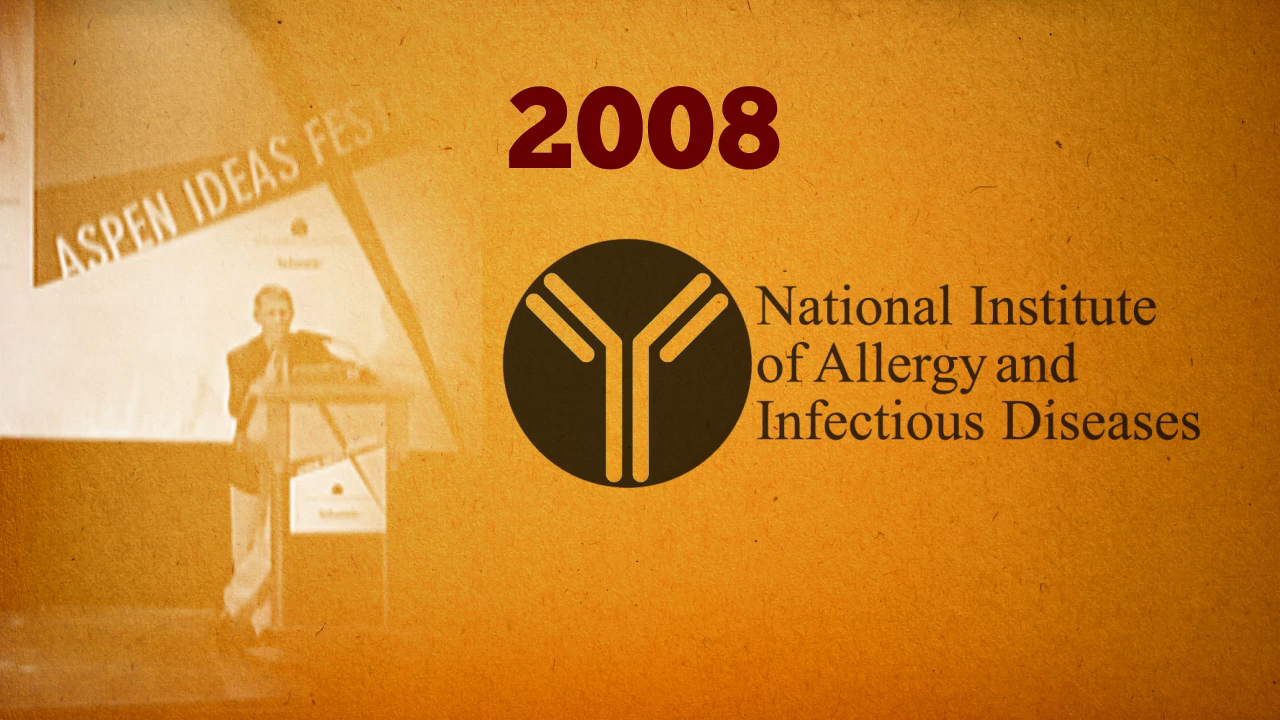 ASPEN IDEAS FEST
2008
National Institute
of Allergy and
Infectious Diseases